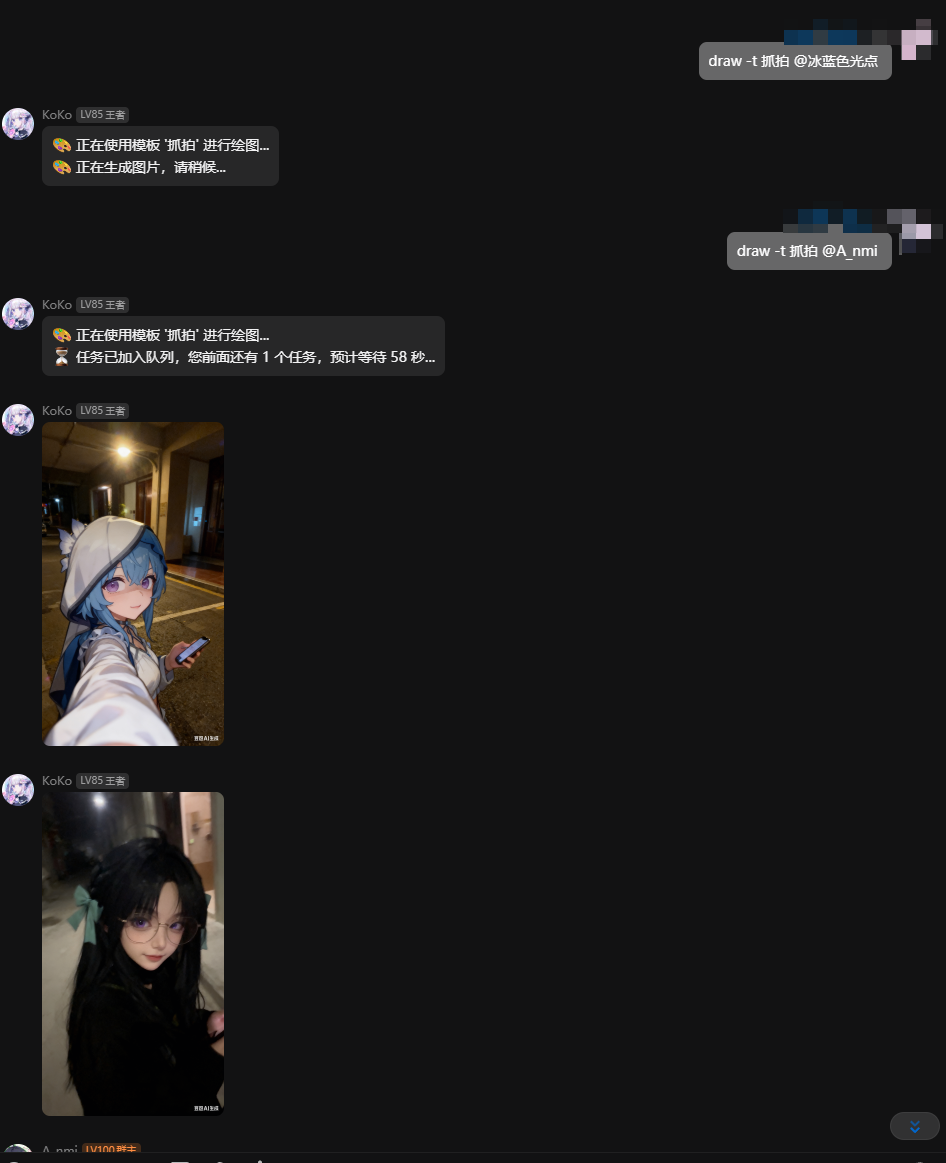 draw -t 抓拍 @冰蓝色光点
KoKo LV85 王者
正在使用模板 '抓拍' 进行绘图...
正在生成图片，请稍候...
draw -t 抓拍 @A_nmi
KoKo LV85 王者
正在使用模板 '抓拍' 进行绘图...
任务已加入队列，您前面还有 1 个任务，预计等待 58 秒...
KoKo LV85 王者
豆包AI生成
KoKo LV85 王者
豆包AI生成
A_nmi LV100 群主